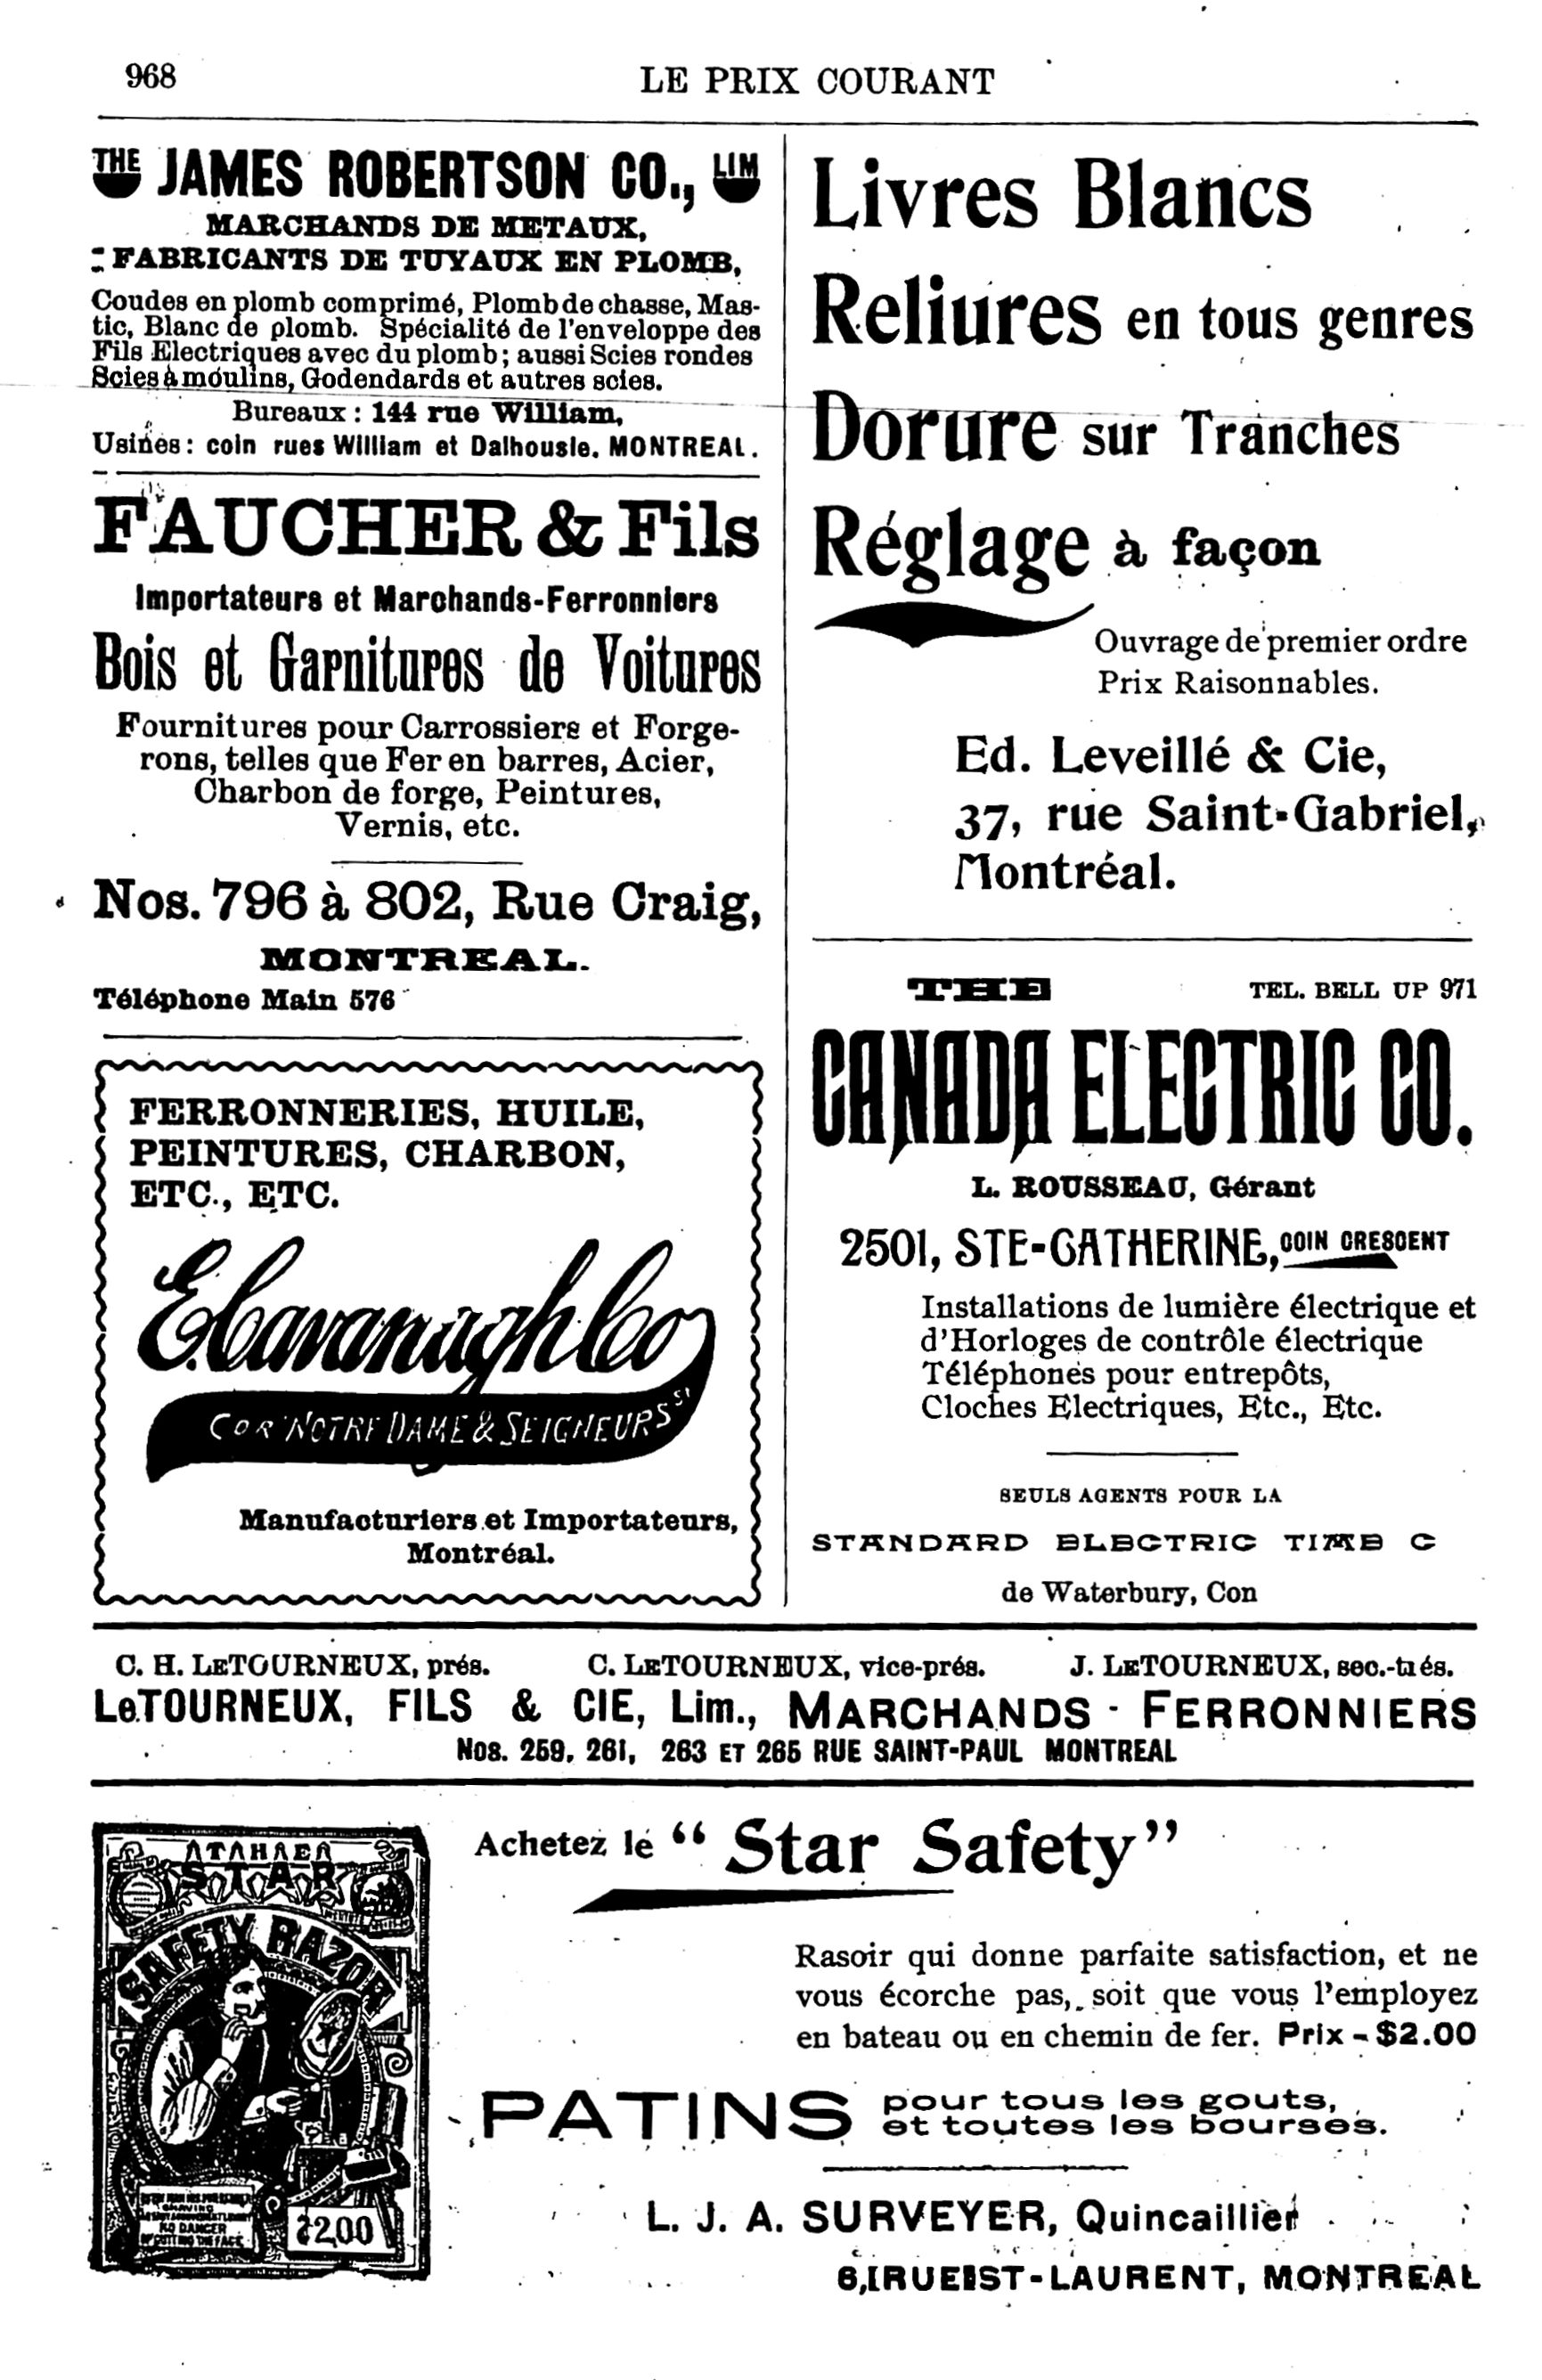 968
LE PRIX COURANT
THE JAMES ROBERTSON CO., LIM
MARCHANDS DE METAUX,
FABRICANTS DE TUYAUX EN PLOMB,
Coudes en plomb comprimé, Plomb de chasse, Mas-
tic, Blanc de plomb. Spécialité de l'enveloppe des
Fils Electriques avec du plomb; aussi Scies rondes
Scies à moulins, Godendards et autres scies.
Bureaux : 144 rue William,
Usines : coin rues William et Dalhousie. MONTREAL.
FAUCHER & Fils
Importateurs et Marchands-Ferronniers
Bois et Garnitures de Voitures
Fournitures pour Carrossiers et Forge-
rons, telles que Fer en barres, Acier,
Charbon de forge, Peintures,
Vernis, etc.
Nos. 796 à 802, Rue Craig,
MONTREAL.
Téléphone Main 576
FERRONNERIES, HUILE,
PEINTURES, CHARBON,
ETC., ETC.
E. Cavanagh Co
COR NOTRE DAME & SEIGNEURS ST
Manufacturiers et Importateurs,
Montréal.
Livres Blancs
Reliures en tous genres
Dorure sur Tranches
Réglage à façon
Ouvrage de premier ordre
Prix Raisonnables.
Ed. Leveillé & Cie,
37, rue Saint-Gabriel,
Montréal.
THE TEL. BELL UP 971
CANADA ELECTRIC CO.
L. ROUSSEAU, Gérant
2501, STE-CATHERINE, COIN CRESCENT
Installations de lumière électrique et
d'Horloges de contrôle électrique
Téléphones pour entrepôts,
Cloches Electriques, Etc., Etc.
SEULS AGENTS POUR LA
STANDARD ELECTRIC TIME C
de Waterbury, Con
C. H. LETOURNEUX, prés. C. LETOURNEUX, vice-prés. J. LETOURNEUX, sec.-trés.
LeTOURNEUX, FILS & CIE, Lim., MARCHANDS - FERRONNIERS
Nos. 259, 261, 263 ET 265 RUE SAINT-PAUL MONTREAL
STAR
SAFETY RAZOR
SHAVING
NO DANGER
OF CUTTING THE FACE
$2.00
Achetez le "Star Safety"
Rasoir qui donne parfaite satisfaction, et ne
vous écorche pas, soit que vous l'employez
en bateau ou en chemin de fer. Prix - $2.00
PATINS pour tous les gouts,
et toutes les bourses.
L. J. A. SURVEYER, Quincaillier
6, RUE ST-LAURENT, MONTREAL